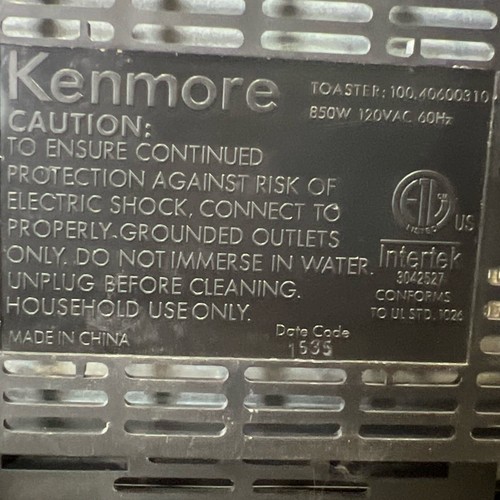 Kenmore
TOASTER: 100.40600310
850W 120VAC 60Hz
CAUTION:
TO ENSURE CONTINUED
PROTECTION AGAINST RISK OF
ELECTRIC SHOCK, CONNECT TO
PROPERLY-GROUNDED OUTLETS
ONLY. DO NOT IMMERSE IN WATER.
UNPLUG BEFORE CLEANING.
HOUSEHOLD USE ONLY.
MADE IN CHINA
Date Code
1535
ETL
US
Intertek
3042527
CONFORMS
TO UL STD. 1026